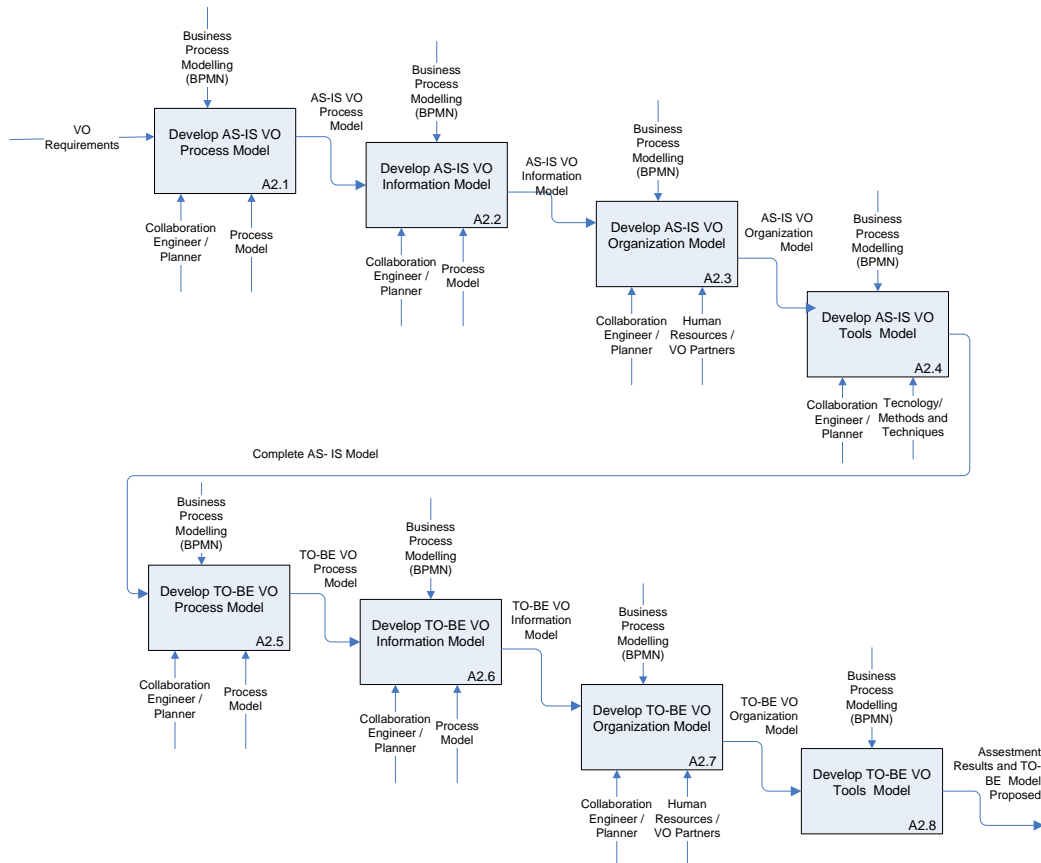 Business
Process
Modelling
(BPMN)
VO
Requirements
Develop AS-IS VO
Process Model
A2.1
Collaboration
Engineer /
Planner
Process
Model
AS-IS VO
Process
Model
Business
Process
Modelling
(BPMN)
Develop AS-IS VO
Information Model
A2.2
Collaboration
Engineer /
Planner
Process
Model
AS-IS VO
Information
Model
Business
Process
Modelling
(BPMN)
Develop AS-IS VO
Organization Model
A2.3
Collaboration
Engineer /
Planner
Human
Resources /
VO Partners
AS-IS VO
Organization
Model
Business
Process
Modelling
(BPMN)
Develop AS-IS VO
Tools Model
A2.4
Collaboration
Engineer /
Planner
Tecnology/
Methods and
Techniques
Complete AS- IS Model
Business
Process
Modelling
(BPMN)
Develop TO-BE VO
Process Model
A2.5
Collaboration
Engineer /
Planner
Process
Model
TO-BE VO
Process
Model
Business
Process
Modelling
(BPMN)
Develop TO-BE VO
Information Model
A2.6
Collaboration
Engineer /
Planner
Process
Model
TO-BE VO
Information
Model
Business
Process
Modelling
(BPMN)
Develop TO-BE VO
Organization Model
A2.7
Collaboration
Engineer /
Planner
Human
Resources /
VO Partners
TO-BE VO
Organization
Model
Business
Process
Modelling
(BPMN)
Develop TO-BE VO
Tools Model
A2.8
Assestment
Results and TO-
BE Model
Proposed